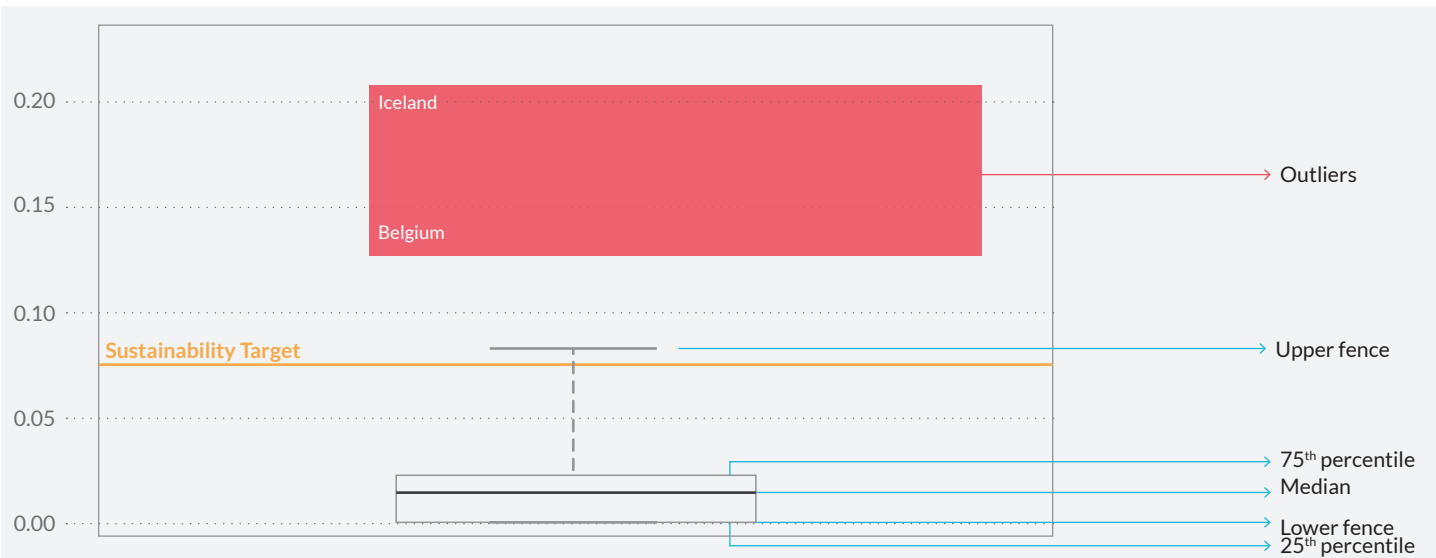 0.20
Iceland
Outliers
0.15
Belgium
0.10
Sustainability Target
Upper fence
0.05
75th percentile
Median
0.00
Lower fence
25th percentile